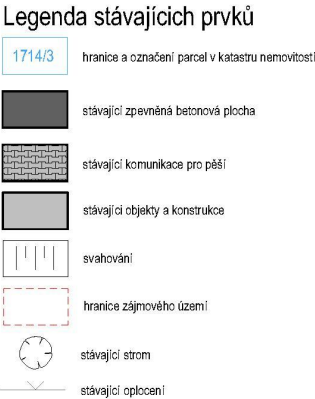 Legenda stávajících prvků
1714/3 hranice a označení parcel v katastru nemovitostí
stávající zpevněná betonová plocha
stávající komunikace pro pěší
stávající objekty a konstrukce
svahování
hranice zájmového území
stávající strom
stávající oplocení